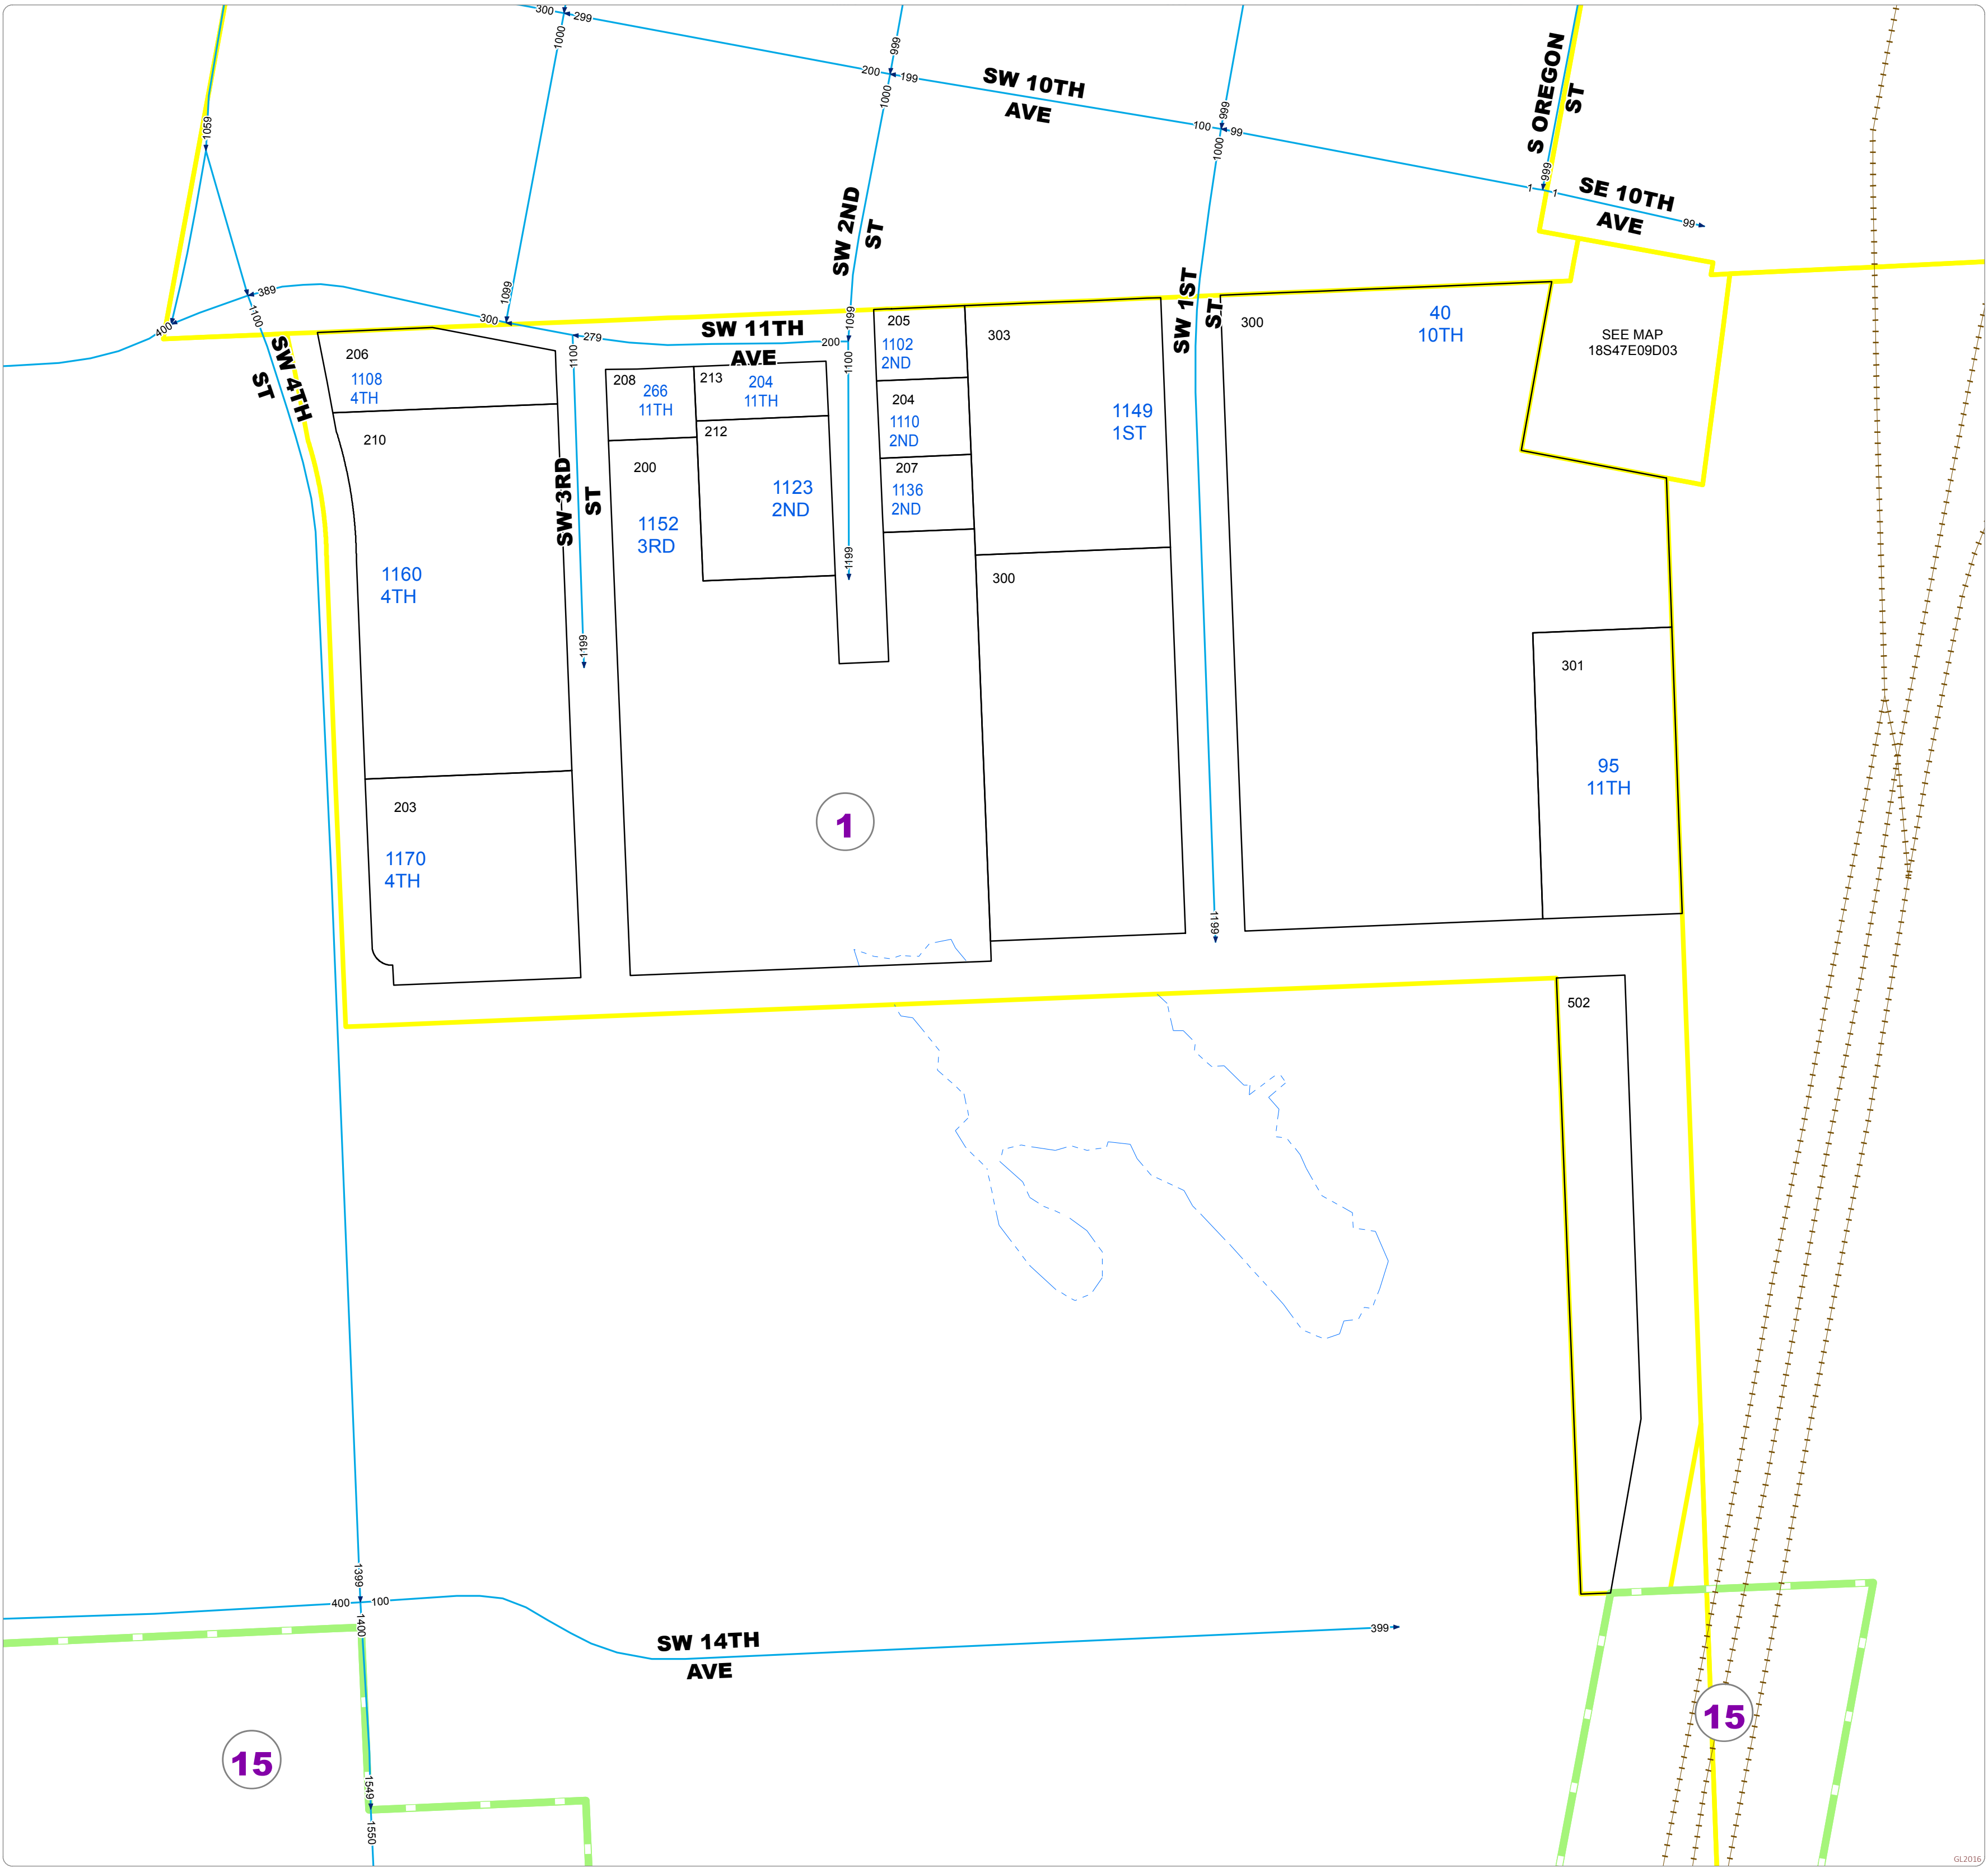 300
299
1000
999
200
199
1000
SW 10TH
AVE
100
99
999
1000
S OREGON
ST
999
1
1
SE 10TH
AVE
99
1059
389
400
1100
SW 4TH
ST
1099
300
279
1100
SW 2ND
ST
1099
200
1100
SW 11TH
AVE
SW 1ST
ST
SEE MAP
18S47E09D03
206
1108
4TH
210
1160
4TH
203
1170
4TH
SW 3RD
ST
1199
208
266
11TH
213
204
11TH
212
1123
2ND
200
1152
3RD
1199
205
1102
2ND
204
1110
2ND
207
1136
2ND
303
1149
1ST
300
1199
300
40
10TH
301
95
11TH
1
502
1399
400
100
1400
SW 14TH
AVE
399
15
15
1549
1550
GL2016